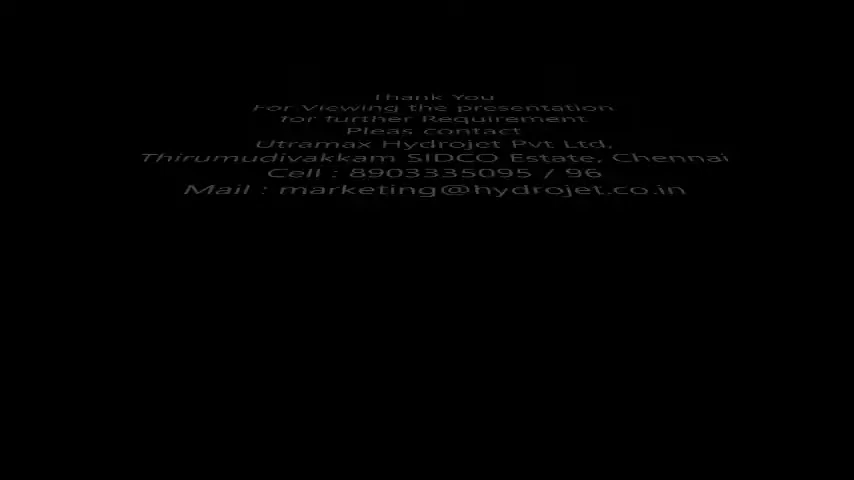 Thank You
For Viewing the presentation
for further Requirement
Pleas contact
Utramax Hydrojet Pvt Ltd,
Thirumudivakkam SIDCO Estate, Chennai
Cell : 8903335095 / 96
Mail : marketing@hydrojet.co.in